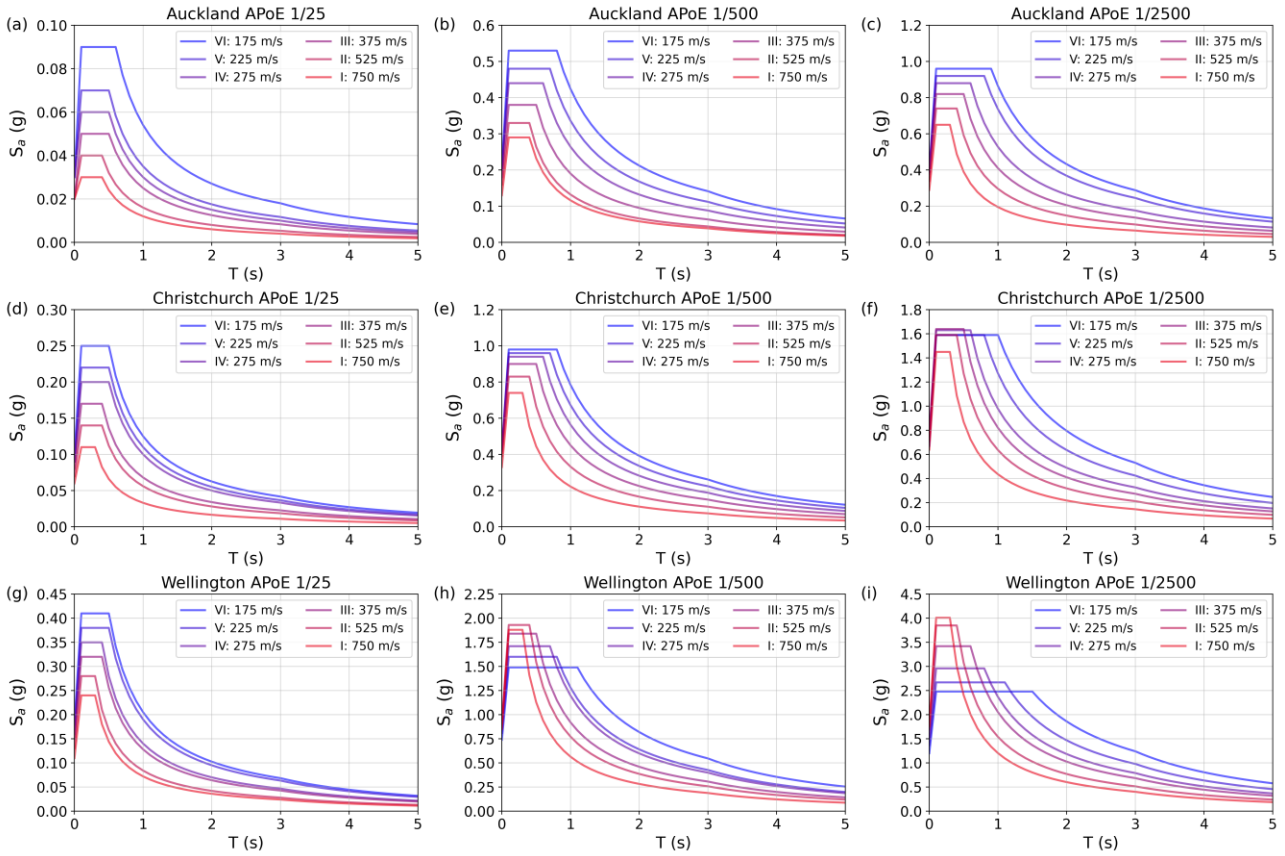 (a) Auckland APoE 1/25
0.10
0.08
0.06
0.04
0.02
0.00
Sa (g)
VI: 175 m/s III: 375 m/s
V: 225 m/s II: 525 m/s
IV: 275 m/s I: 750 m/s
0 1 2 3 4 5
T (s)
(b) Auckland APoE 1/500
0.6
0.5
0.4
0.3
0.2
0.1
0.0
Sa (g)
VI: 175 m/s III: 375 m/s
V: 225 m/s II: 525 m/s
IV: 275 m/s I: 750 m/s
0 1 2 3 4 5
T (s)
(c) Auckland APoE 1/2500
1.2
1.0
0.8
0.6
0.4
0.2
0.0
Sa (g)
VI: 175 m/s III: 375 m/s
V: 225 m/s II: 525 m/s
IV: 275 m/s I: 750 m/s
0 1 2 3 4 5
T (s)
(d) Christchurch APoE 1/25
0.30
0.25
0.20
0.15
0.10
0.05
0.00
Sa (g)
VI: 175 m/s III: 375 m/s
V: 225 m/s II: 525 m/s
IV: 275 m/s I: 750 m/s
0 1 2 3 4 5
T (s)
(e) Christchurch APoE 1/500
1.2
1.0
0.8
0.6
0.4
0.2
0.0
Sa (g)
VI: 175 m/s III: 375 m/s
V: 225 m/s II: 525 m/s
IV: 275 m/s I: 750 m/s
0 1 2 3 4 5
T (s)
(f) Christchurch APoE 1/2500
1.8
1.6
1.4
1.2
1.0
0.8
0.6
0.4
0.2
0.0
Sa (g)
VI: 175 m/s III: 375 m/s
V: 225 m/s II: 525 m/s
IV: 275 m/s I: 750 m/s
0 1 2 3 4 5
T (s)
(g) Wellington APoE 1/25
0.45
0.40
0.35
0.30
0.25
0.20
0.15
0.10
0.05
0.00
Sa (g)
VI: 175 m/s III: 375 m/s
V: 225 m/s II: 525 m/s
IV: 275 m/s I: 750 m/s
0 1 2 3 4 5
T (s)
(h) Wellington APoE 1/500
2.25
2.00
1.75
1.50
1.25
1.00
0.75
0.50
0.25
0.00
Sa (g)
VI: 175 m/s III: 375 m/s
V: 225 m/s II: 525 m/s
IV: 275 m/s I: 750 m/s
0 1 2 3 4 5
T (s)
(i) Wellington APoE 1/2500
4.5
4.0
3.5
3.0
2.5
2.0
1.5
1.0
0.5
0.0
Sa (g)
VI: 175 m/s III: 375 m/s
V: 225 m/s II: 525 m/s
IV: 275 m/s I: 750 m/s
0 1 2 3 4 5
T (s)